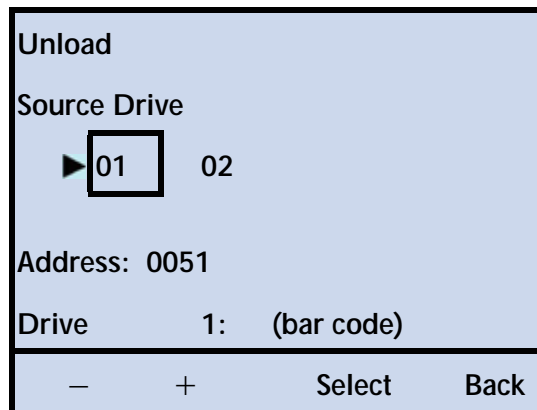 Unload
Source Drive
▶ 01 02
Address: 0051
Drive 1: (bar code)
− + Select Back